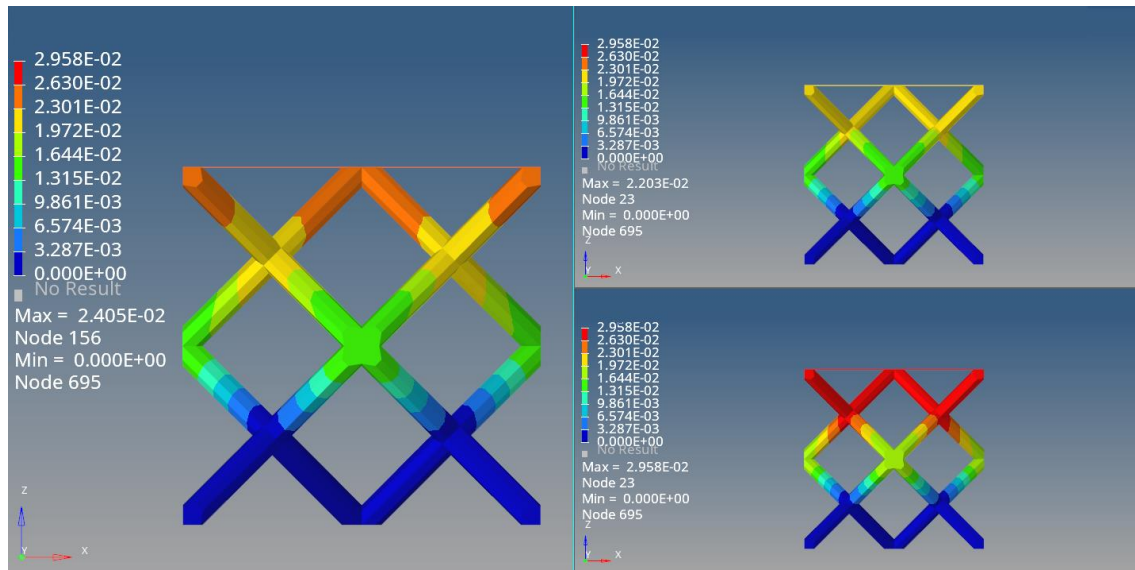 2.958E-02
2.630E-02
2.301E-02
1.972E-02
1.644E-02
1.315E-02
9.861E-03
6.574E-03
3.287E-03
0.000E+00
No Result
Max = 2.405E-02
Node 156
Min = 0.000E+00
Node 695
Z
Y
X
2.958E-02
2.630E-02
2.301E-02
1.972E-02
1.644E-02
1.315E-02
9.861E-03
6.574E-03
3.287E-03
0.000E+00
No Result
Max = 2.203E-02
Node 23
Min = 0.000E+00
Node 695
Z
Y
X
2.958E-02
2.630E-02
2.301E-02
1.972E-02
1.644E-02
1.315E-02
9.861E-03
6.574E-03
3.287E-03
0.000E+00
No Result
Max = 2.958E-02
Node 23
Min = 0.000E+00
Node 695
Z
Y
X